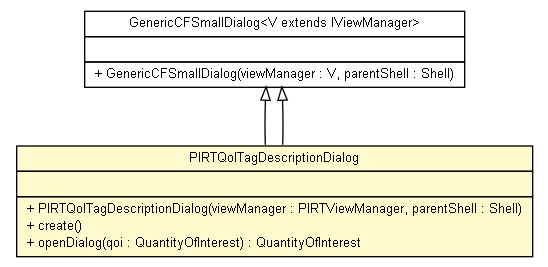 GenericCFSmallDialog<V extends IViewManager>
+ GenericCFSmallDialog(viewManager : V, parentShell : Shell)
PIRTQoITagDescriptionDialog
+ PIRTQoITagDescriptionDialog(viewManager : PIRTViewManager, parentShell : Shell)
+ create()
+ openDialog(qoi : QuantityOfInterest) : QuantityOfInterest